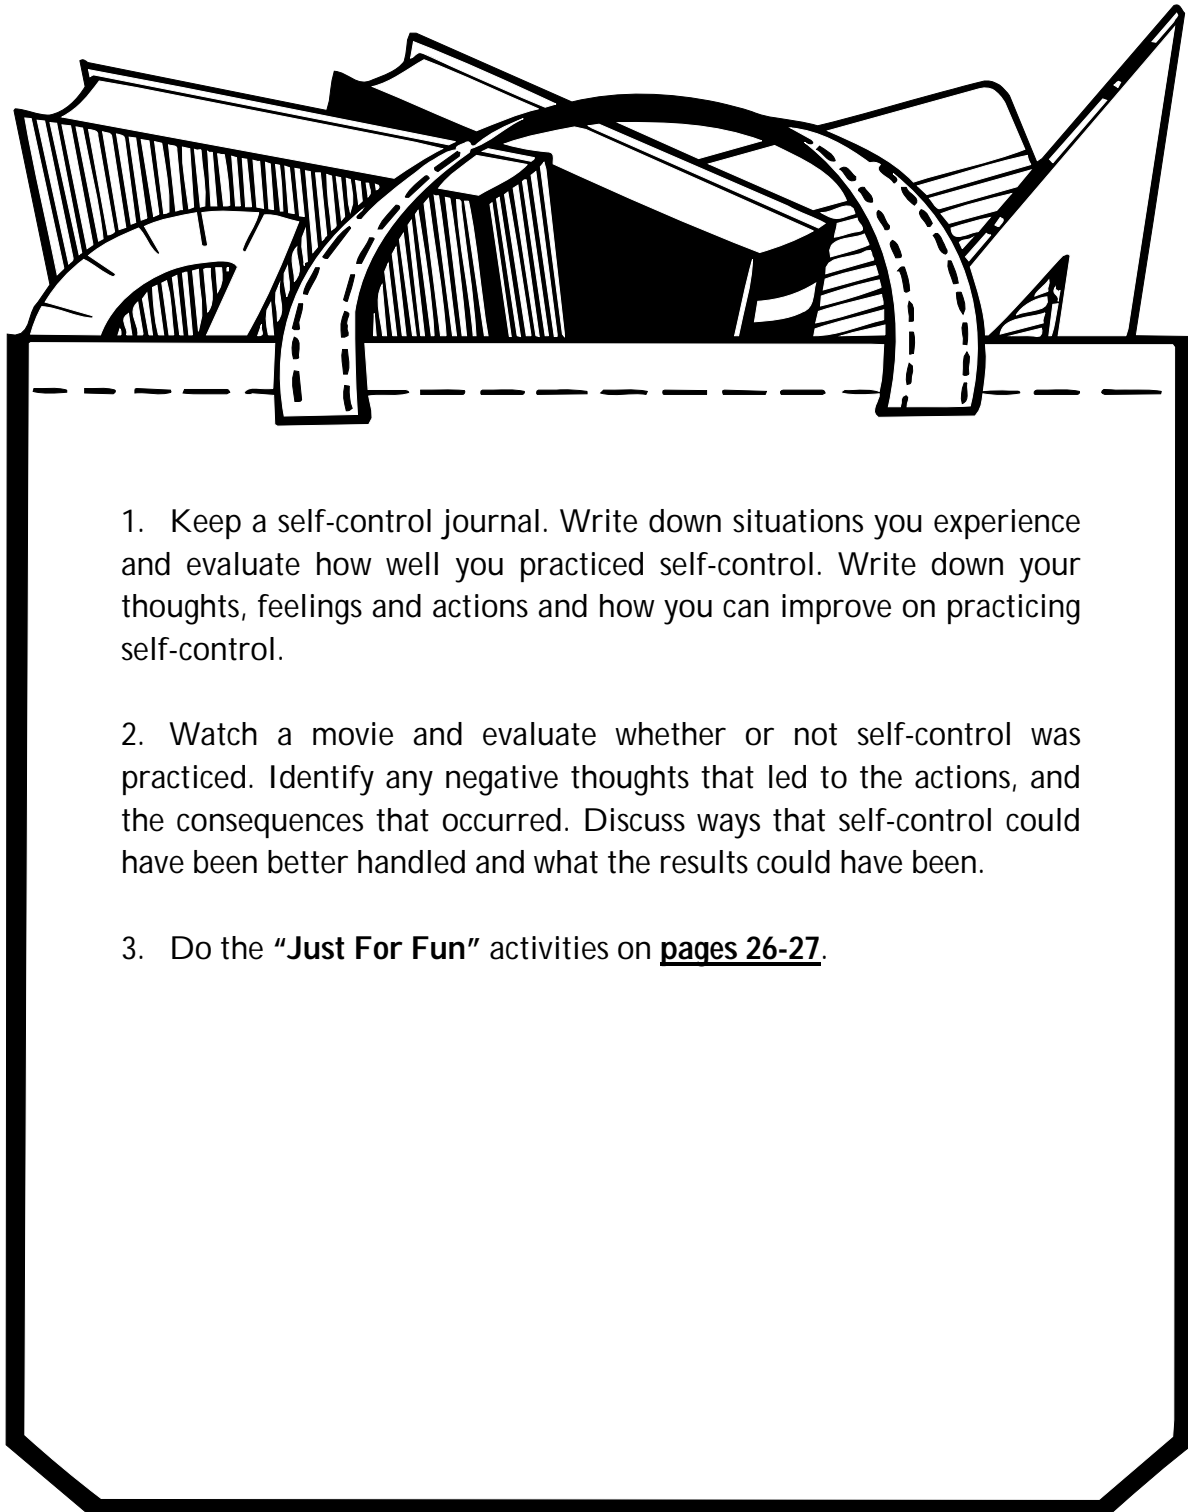 1. Keep a self-control journal. Write down situations you experience
and evaluate how well you practiced self-control. Write down your
thoughts, feelings and actions and how you can improve on practicing
self-control.
2. Watch a movie and evaluate whether or not self-control was
practiced. Identify any negative thoughts that led to the actions, and
the consequences that occurred. Discuss ways that self-control could
have been better handled and what the results could have been.
3. Do the “Just For Fun” activities on pages 26-27.